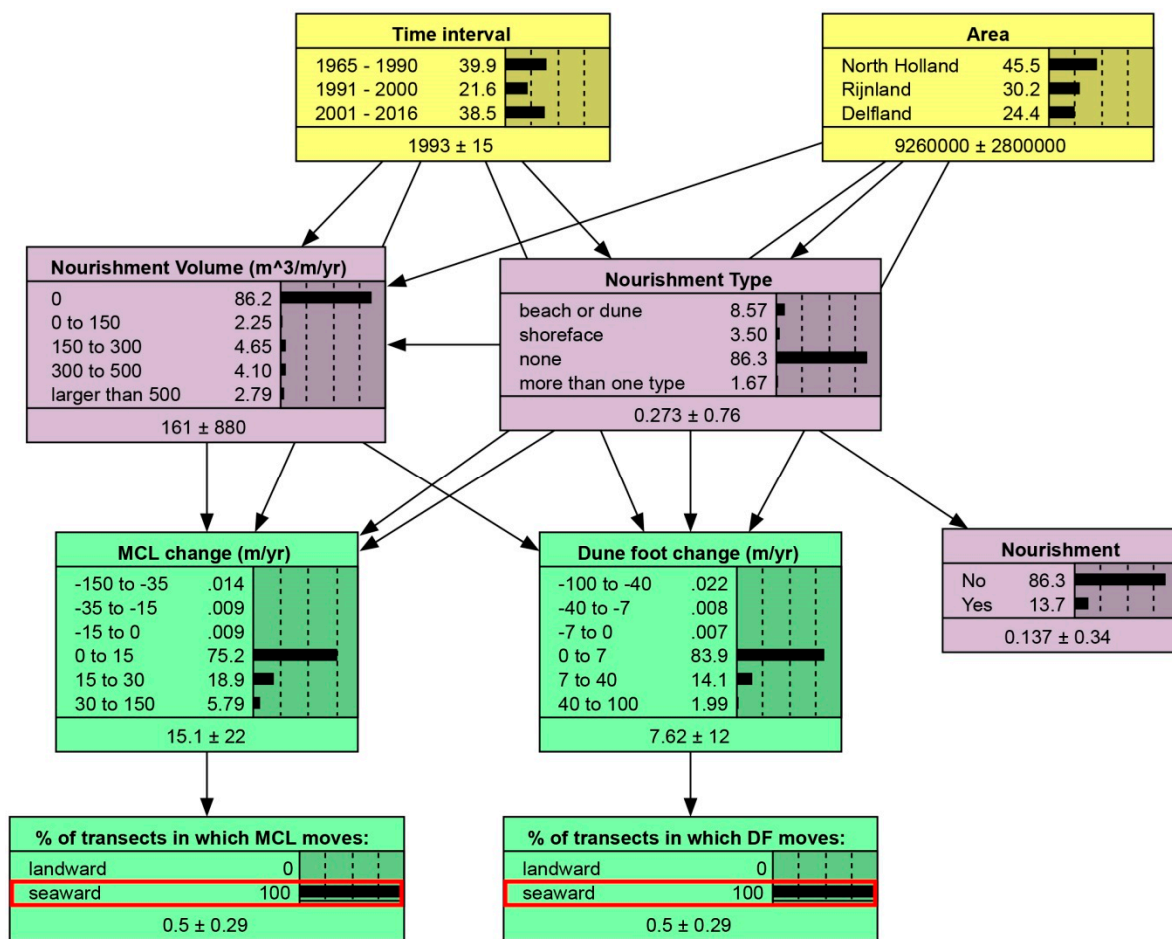 Time interval
1965 - 1990 39.9
1991 - 2000 21.6
2001 - 2016 38.5
1993 ± 15
Area
North Holland 45.5
Rijnland 30.2
Delfland 24.4
9260000 ± 2800000
Nourishment Volume (m^3/m/yr)
0 86.2
0 to 150 2.25
150 to 300 4.65
300 to 500 4.10
larger than 500 2.79
161 ± 880
Nourishment Type
beach or dune 8.57
shoreface 3.50
none 86.3
more than one type 1.67
0.273 ± 0.76
MCL change (m/yr)
-150 to -35 .014
-35 to -15 .009
-15 to 0 .009
0 to 15 75.2
15 to 30 18.9
30 to 150 5.79
15.1 ± 22
Dune foot change (m/yr)
-100 to -40 .022
-40 to -7 .008
-7 to 0 .007
0 to 7 83.9
7 to 40 14.1
40 to 100 1.99
7.62 ± 12
Nourishment
No 86.3
Yes 13.7
0.137 ± 0.34
% of transects in which MCL moves:
landward 0
seaward 100
0.5 ± 0.29
% of transects in which DF moves:
landward 0
seaward 100
0.5 ± 0.29